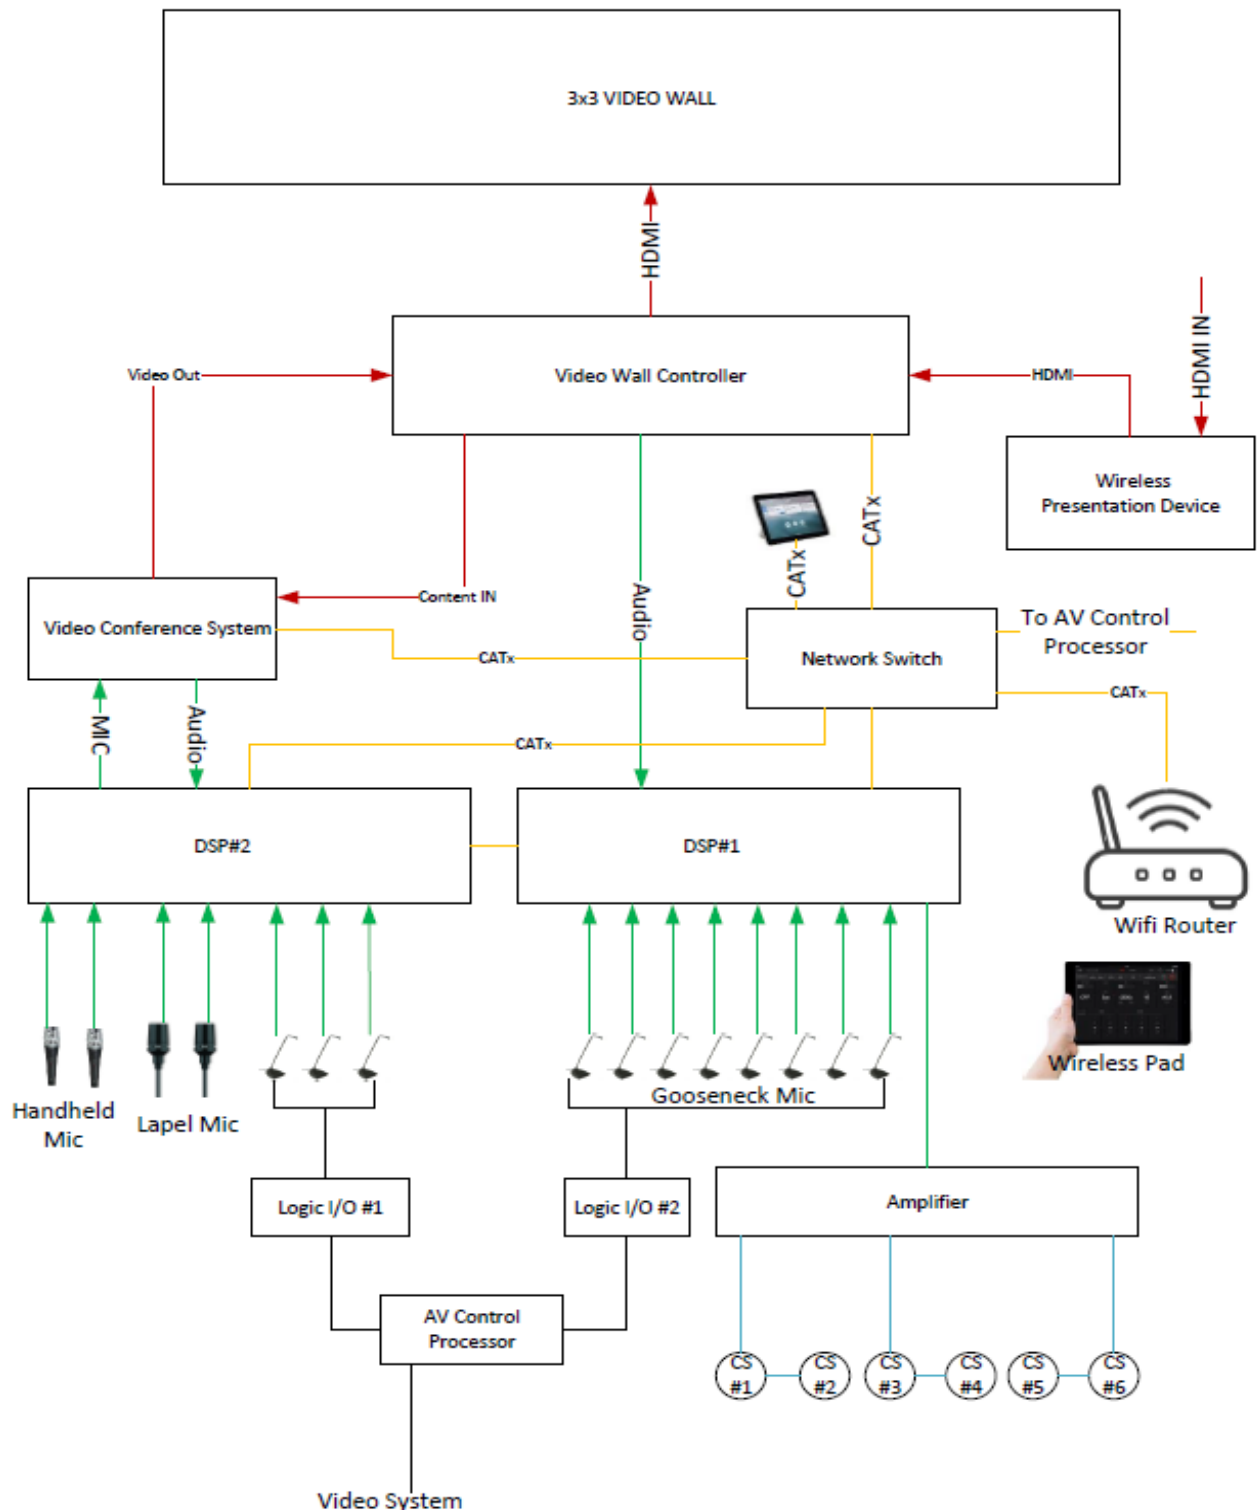 3x3 VIDEO WALL
HDMI
HDMI IN
Video Out
Video Wall Controller
HDMI
Wireless
Presentation Device
CATx
CATx
Content IN
Audio
Video Conference System
To AV Control
Processor
Network Switch
CATx
CATx
MIC
Audio
CATx
DSP#2
DSP#1
Wifi Router
Wireless Pad
Gooseneck Mic
Handheld
Mic
Lapel Mic
Logic I/O #1
Logic I/O #2
Amplifier
AV Control
Processor
CS
#1
CS
#2
CS
#3
CS
#4
CS
#5
CS
#6
Video System